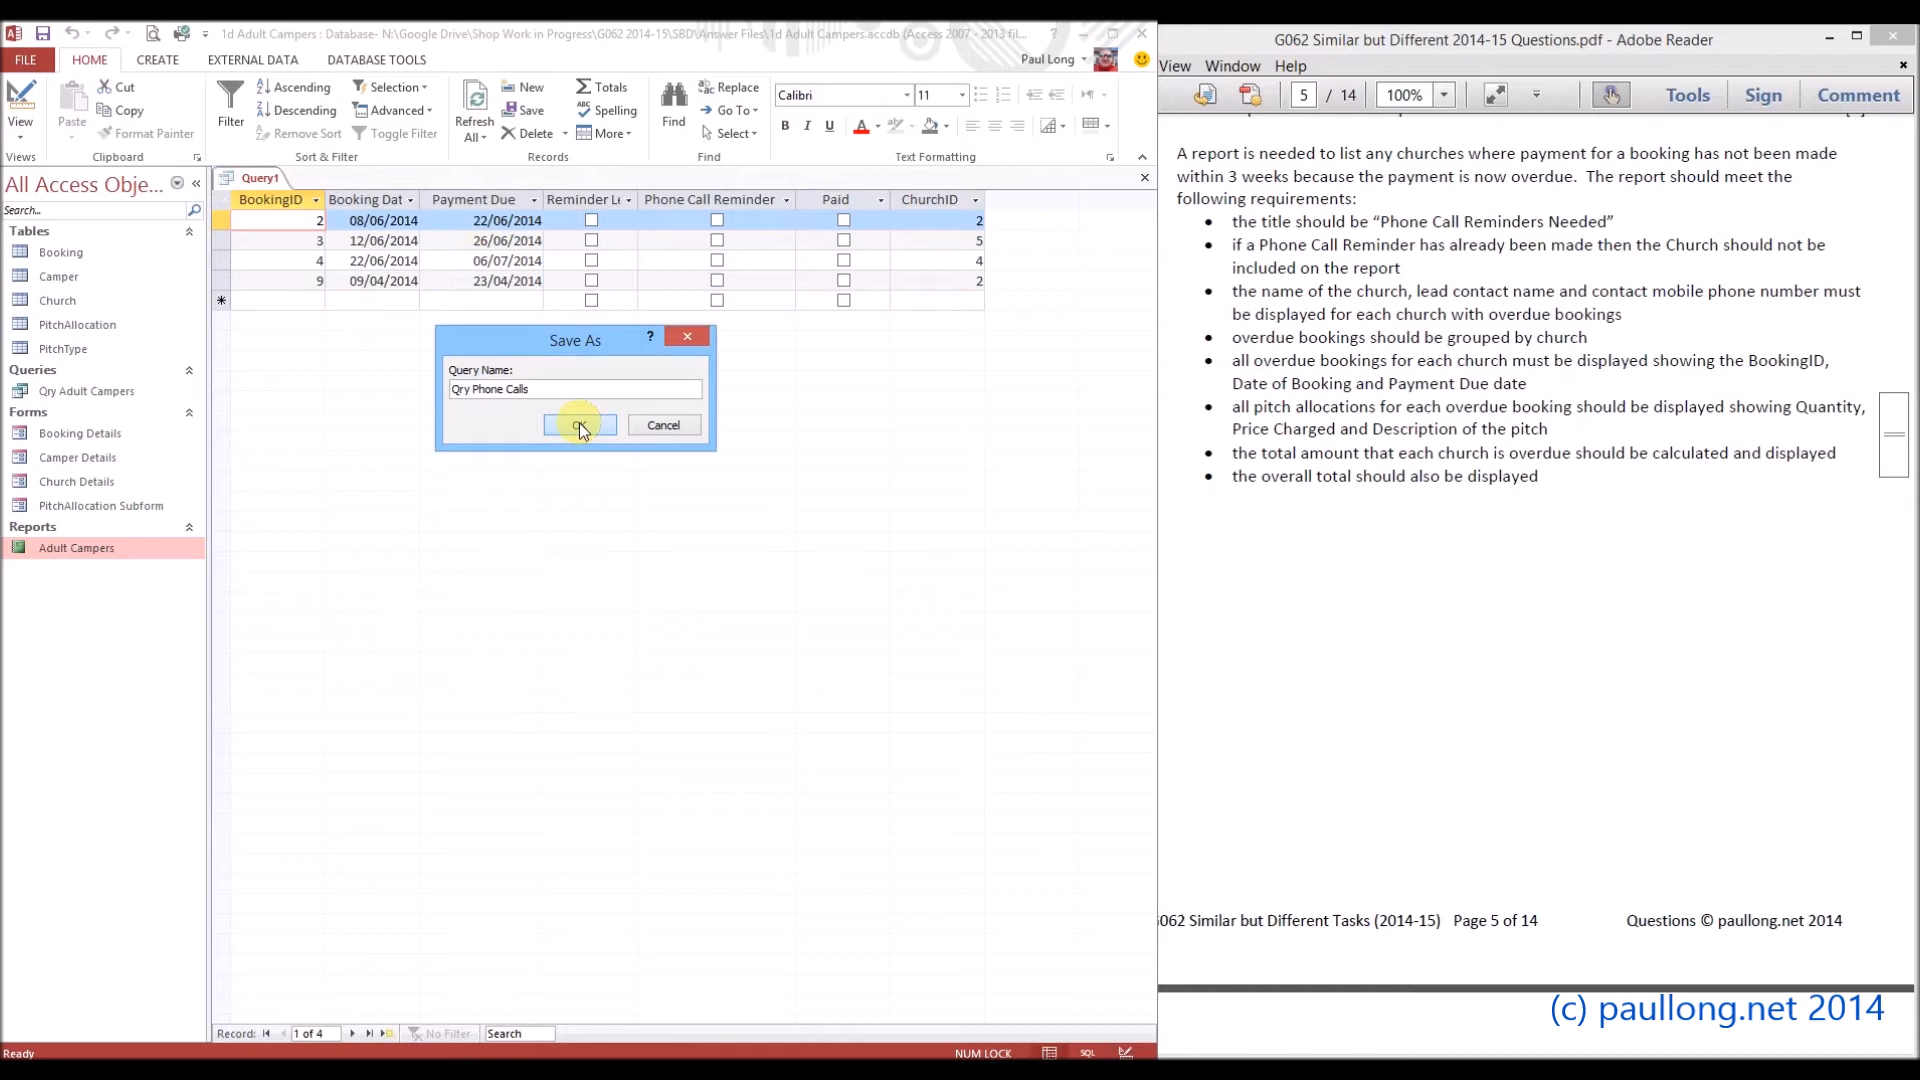 1d Adult Campers : Database- N:\Google Drive\Shop Work in Progress\G062 2014-15\SBD\Answer Files\1d Adult Campers.accdb (Access 2007 - 2013 fil...
FILE HOME CREATE EXTERNAL DATA DATABASE TOOLS Paul Long
View Paste Cut Copy Format Painter
Views Clipboard
Filter Ascending Descending Remove Sort Selection Advanced Toggle Filter
Sort & Filter
Refresh All New Save Delete Totals Spelling More
Records
Find Replace Go To Select
Find
Calibri 11
B I U A
Text Formatting
All Access Obje...
Search...
Tables
Booking
Camper
Church
PitchAllocation
PitchType
Queries
Qry Adult Campers
Forms
Booking Details
Camper Details
Church Details
PitchAllocation Subform
Reports
Adult Campers
Query1
BookingID Booking Dat Payment Due Reminder Le Phone Call Reminder Paid ChurchID
2 08/06/2014 22/06/2014 2
3 12/06/2014 26/06/2014 5
4 22/06/2014 06/07/2014 4
9 09/04/2014 23/04/2014 2
Save As
Query Name:
Qry Phone Calls
OK Cancel
Record: 1 of 4 No Filter Search
Ready NUM LOCK SQL
G062 Similar but Different 2014-15 Questions.pdf - Adobe Reader
View Window Help
5 / 14 100% Tools Sign Comment
A report is needed to list any churches where payment for a booking has not been made
within 3 weeks because the payment is now overdue. The report should meet the
following requirements:
• the title should be “Phone Call Reminders Needed”
• if a Phone Call Reminder has already been made then the Church should not be
included on the report
• the name of the church, lead contact name and contact mobile phone number must
be displayed for each church with overdue bookings
• overdue bookings should be grouped by church
• all overdue bookings for each church must be displayed showing the BookingID,
Date of Booking and Payment Due date
• all pitch allocations for each overdue booking should be displayed showing Quantity,
Price Charged and Description of the pitch
• the total amount that each church is overdue should be calculated and displayed
• the overall total should also be displayed
G062 Similar but Different Tasks (2014-15) Page 5 of 14 Questions © paullong.net 2014
(c) paullong.net 2014